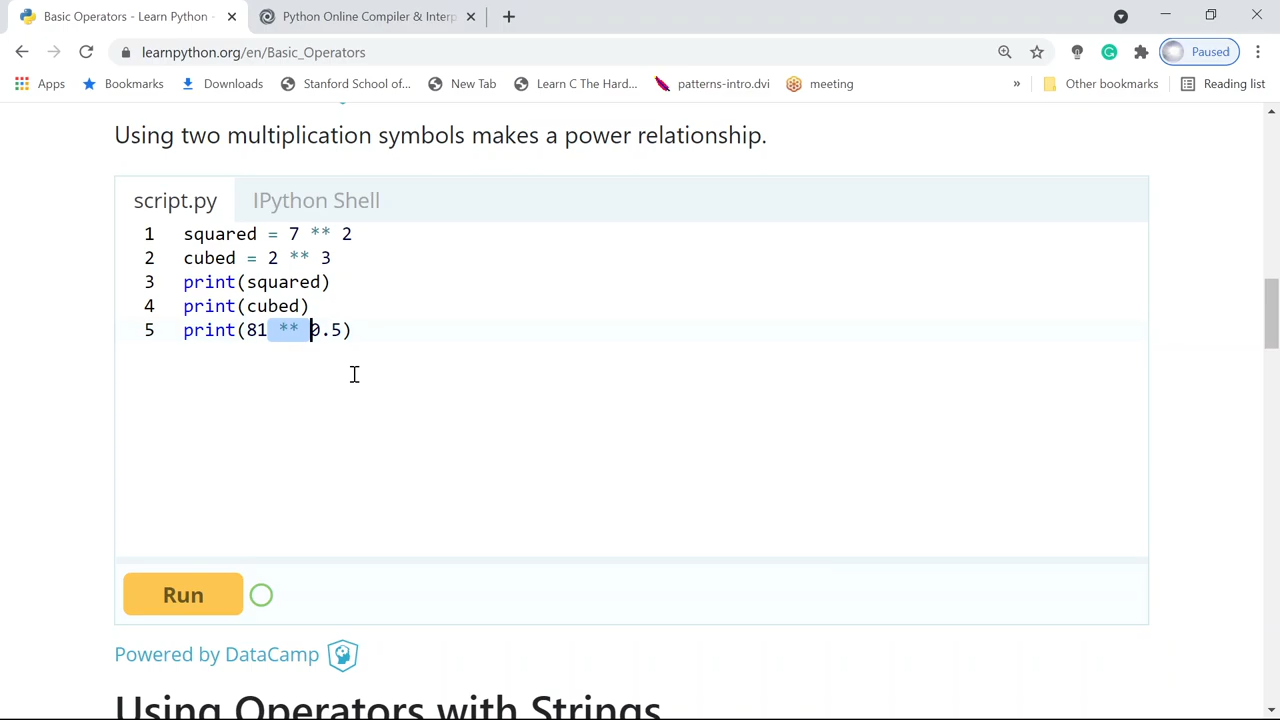 Basic Operators - Learn Python -
Python Online Compiler & Interp
learnpython.org/en/Basic_Operators
Paused
Apps
Bookmarks
Downloads
Stanford School of...
New Tab
Learn C The Hard...
patterns-intro.dvi
meeting
»
Other bookmarks
Reading list
Using two multiplication symbols makes a power relationship.
script.py
IPython Shell
1 squared = 7 ** 2
2 cubed = 2 ** 3
3 print(squared)
4 print(cubed)
5 print(81 ** 0.5)
Run
Powered by DataCamp
Using Operators with Strings